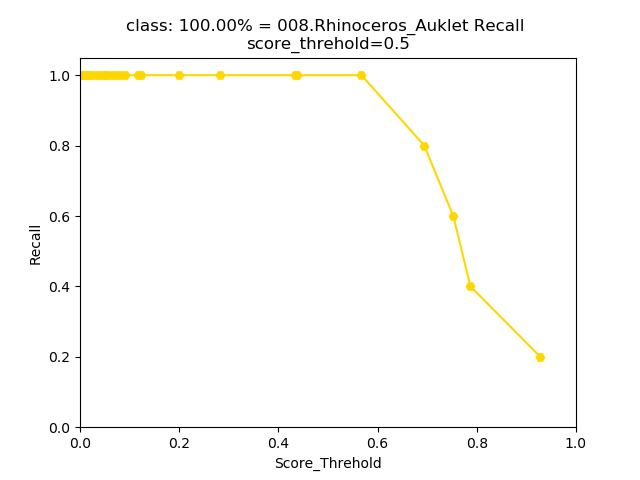 class: 100.00% = 008.Rhinoceros_Auklet Recall
score_threhold=0.5
1.0
0.8
0.6
0.4
0.2
0.0
Recall
0.0 0.2 0.4 0.6 0.8 1.0
Score_Threhold